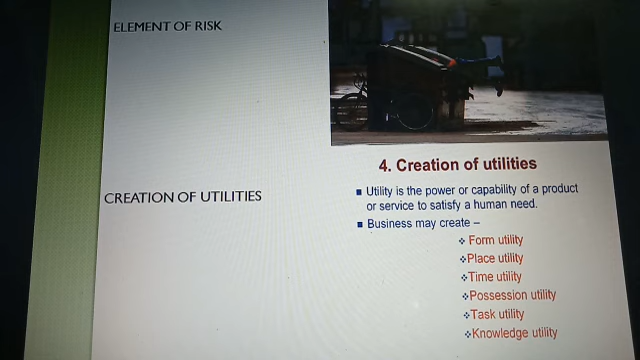 ELEMENT OF RISK
4. Creation of utilities
CREATION OF UTILITIES
■ Utility is the power or capability of a product
or service to satisfy a human need.
■ Business may create –
❖ Form utility
❖Place utility
❖Time utility
❖Possession utility
❖Task utility
❖Knowledge utility